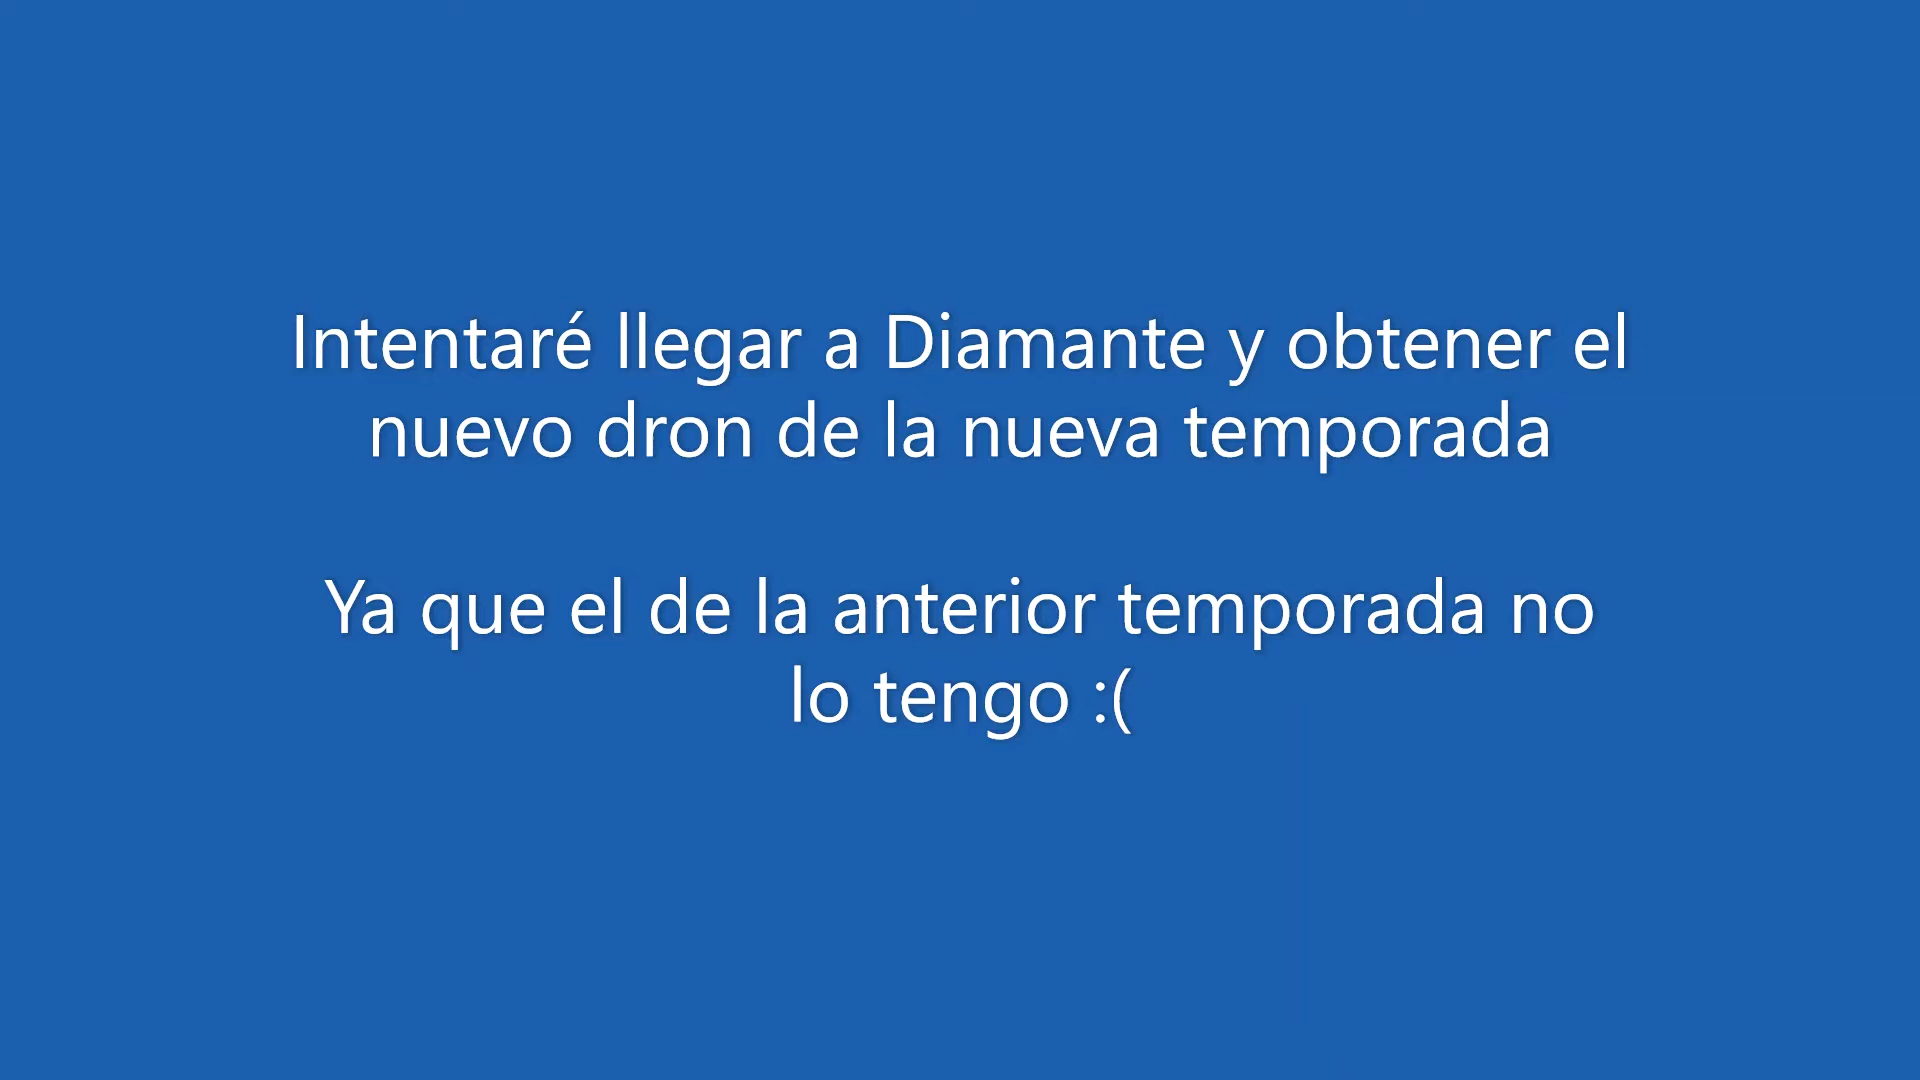 Intentaré llegar a Diamante y obtener el
nuevo dron de la nueva temporada
Ya que el de la anterior temporada no
lo tengo :(